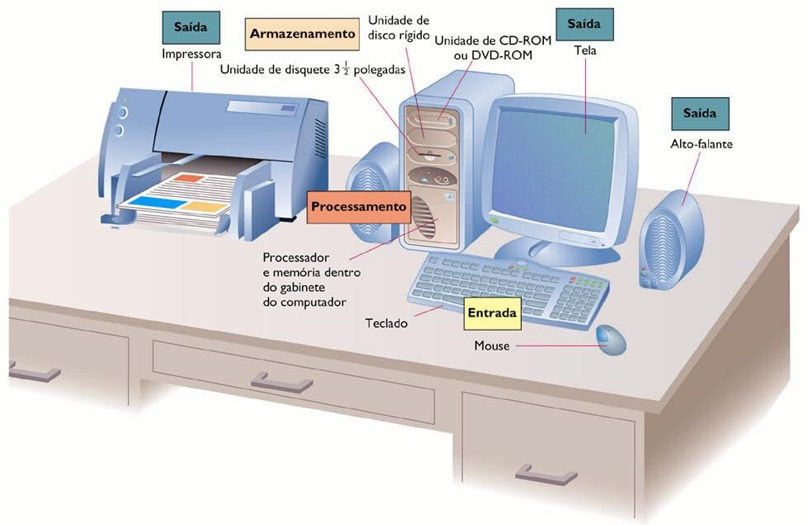 Saída
Impressora
Armazenamento
Unidade de
disco rígido
Unidade de CD-ROM
ou DVD-ROM
Unidade de disquete 3 1/2 polegadas
Saída
Tela
Saída
Alto-falante
Processamento
Processador
e memória dentro
do gabinete
do computador
Teclado
Entrada
Mouse